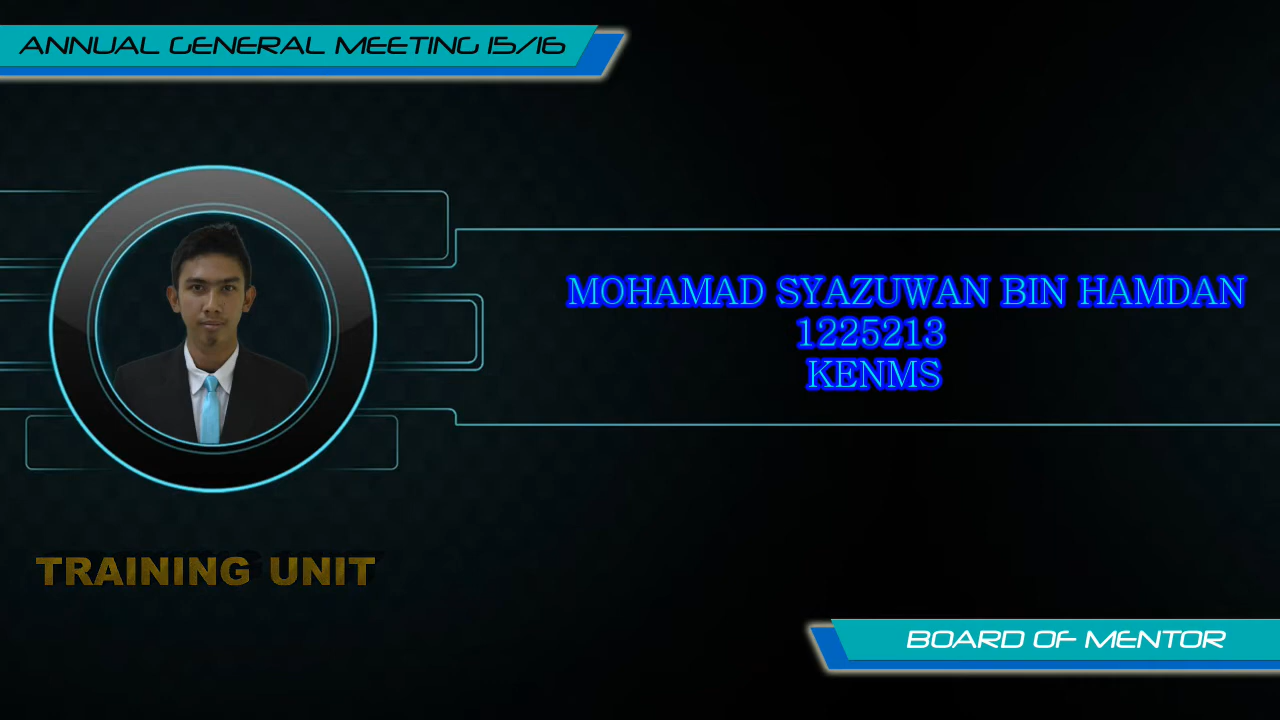 ANNUAL GENERAL MEETING 15/16
MOHAMAD SYAZUWAN BIN HAMDAN
1225213
KENMS
TRAINING UNIT
BOARD OF MENTOR